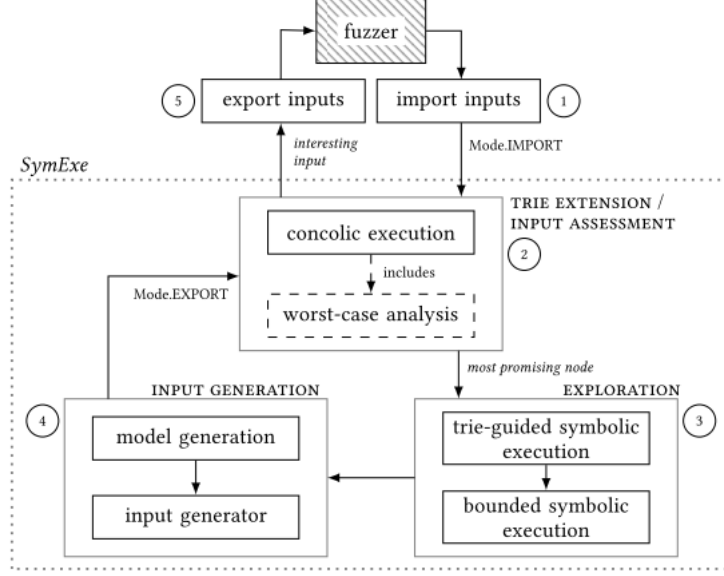 fuzzer
5
export inputs
import inputs
1
interesting
input
Mode.IMPORT
SymExe
TRIE EXTENSION /
INPUT ASSESSMENT
concolic execution
2
includes
Mode.EXPORT
worst-case analysis
most promising node
INPUT GENERATION
EXPLORATION
4
model generation
input generator
3
trie-guided symbolic
execution
bounded symbolic
execution